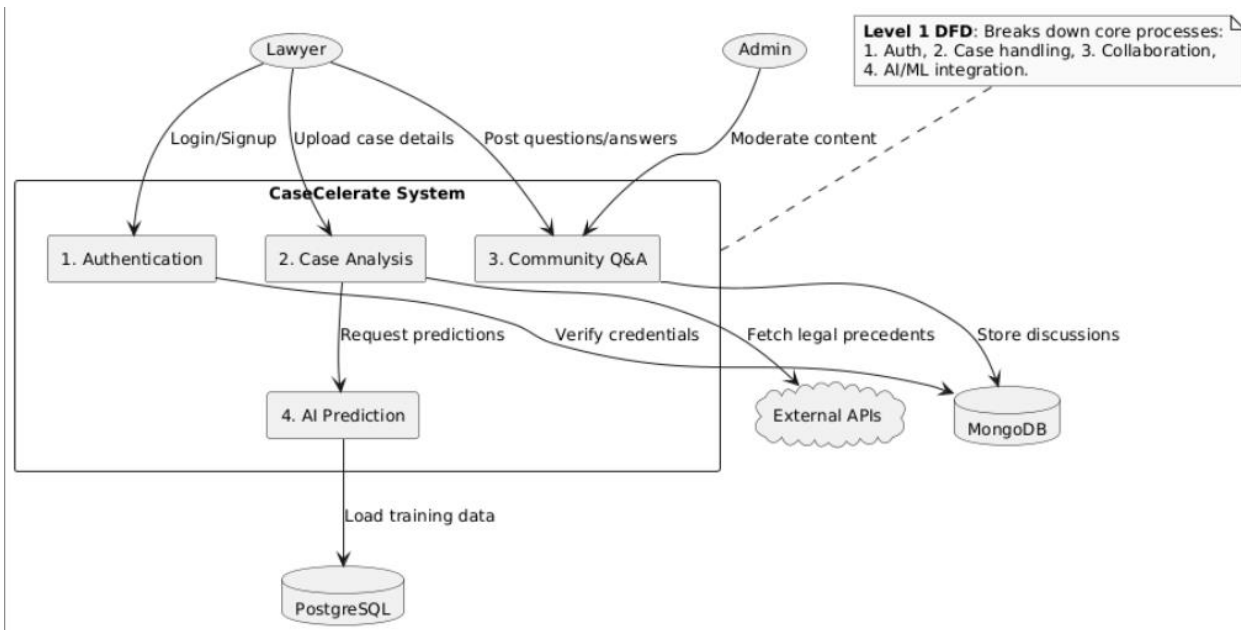 Lawyer
Admin
Level 1 DFD: Breaks down core processes:
1. Auth, 2. Case handling, 3. Collaboration,
4. AI/ML integration.
Login/Signup
Upload case details
Post questions/answers
Moderate content
CaseCelerate System
1. Authentication
2. Case Analysis
3. Community Q&A
Request predictions
Verify credentials
Fetch legal precedents
Store discussions
4. AI Prediction
External APIs
MongoDB
Load training data
PostgreSQL